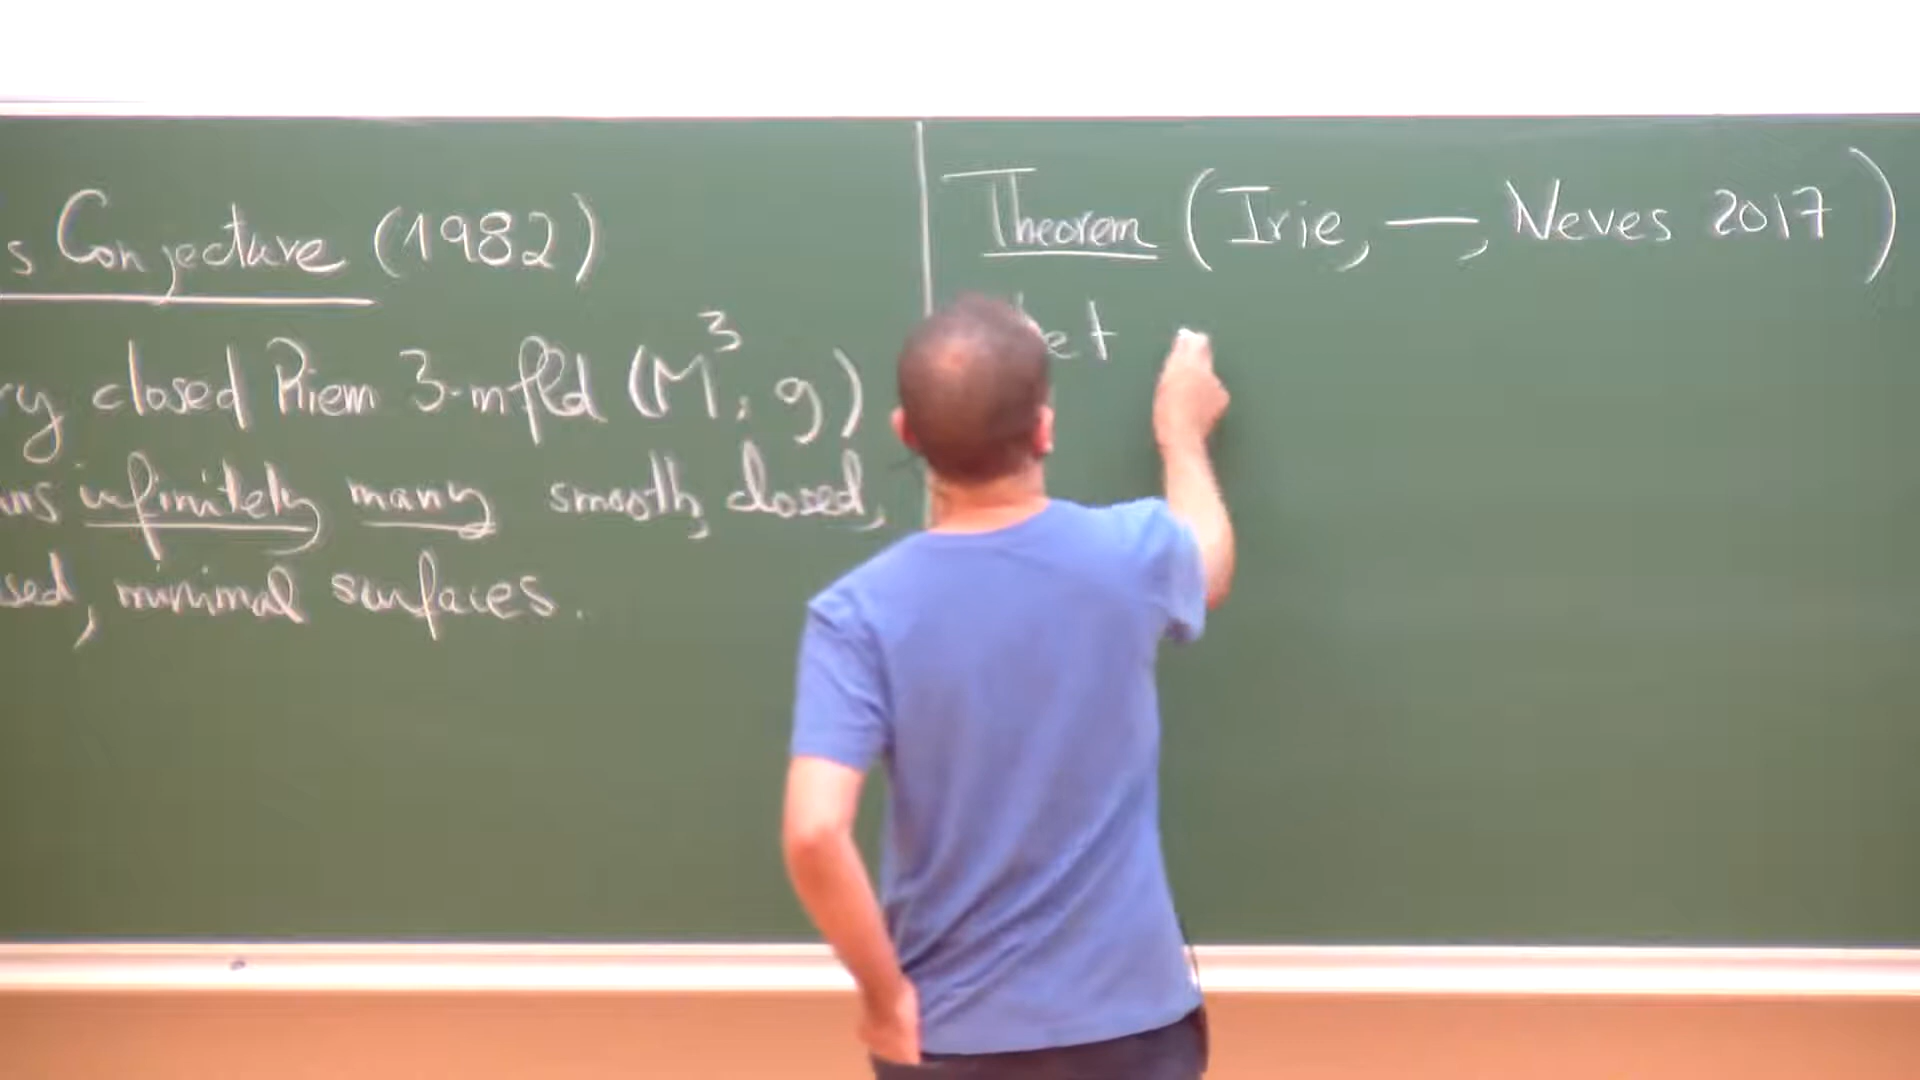 s Conjecture (1982)
ry closed Riem 3-mfld (M³, g)
ins infinitely many smooth, closed,
sed, minimal surfaces.
Theorem (Irie, —, Neves 2017)
et